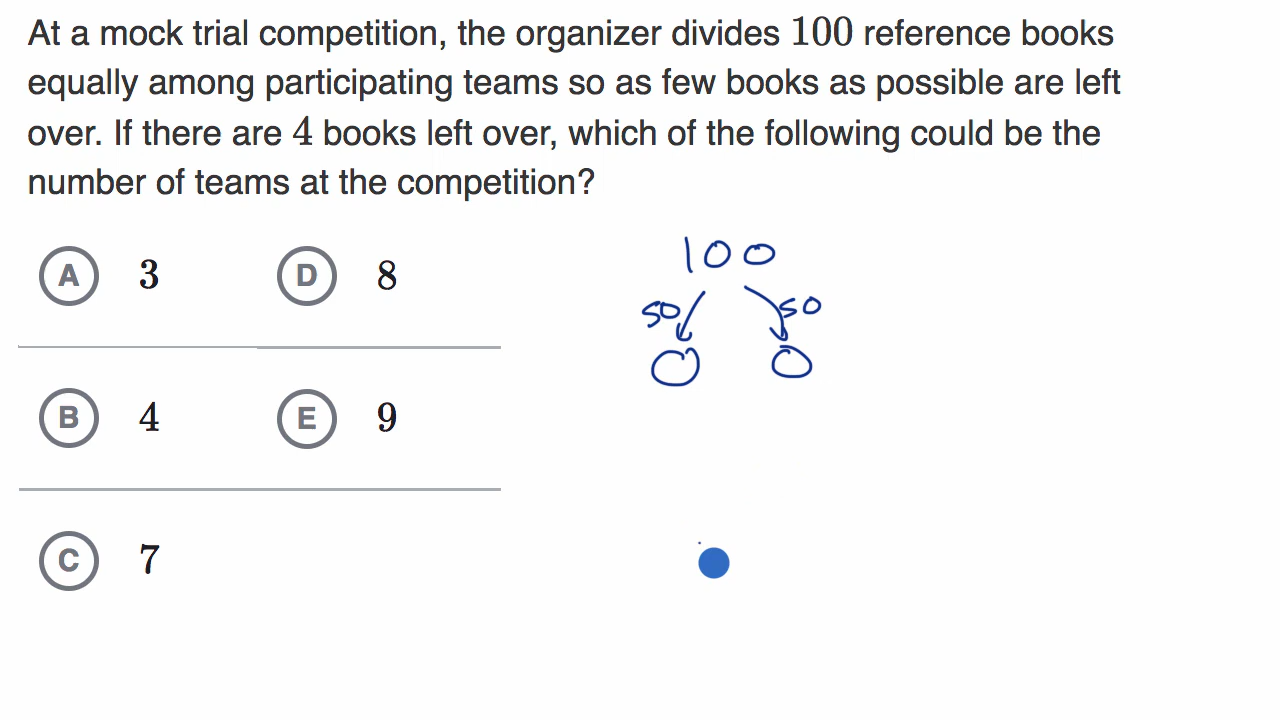 At a mock trial competition, the organizer divides 100 reference books
equally among participating teams so as few books as possible are left
over. If there are 4 books left over, which of the following could be the
number of teams at the competition?
A 3 D 8
B 4 E 9
C 7
100
50 50